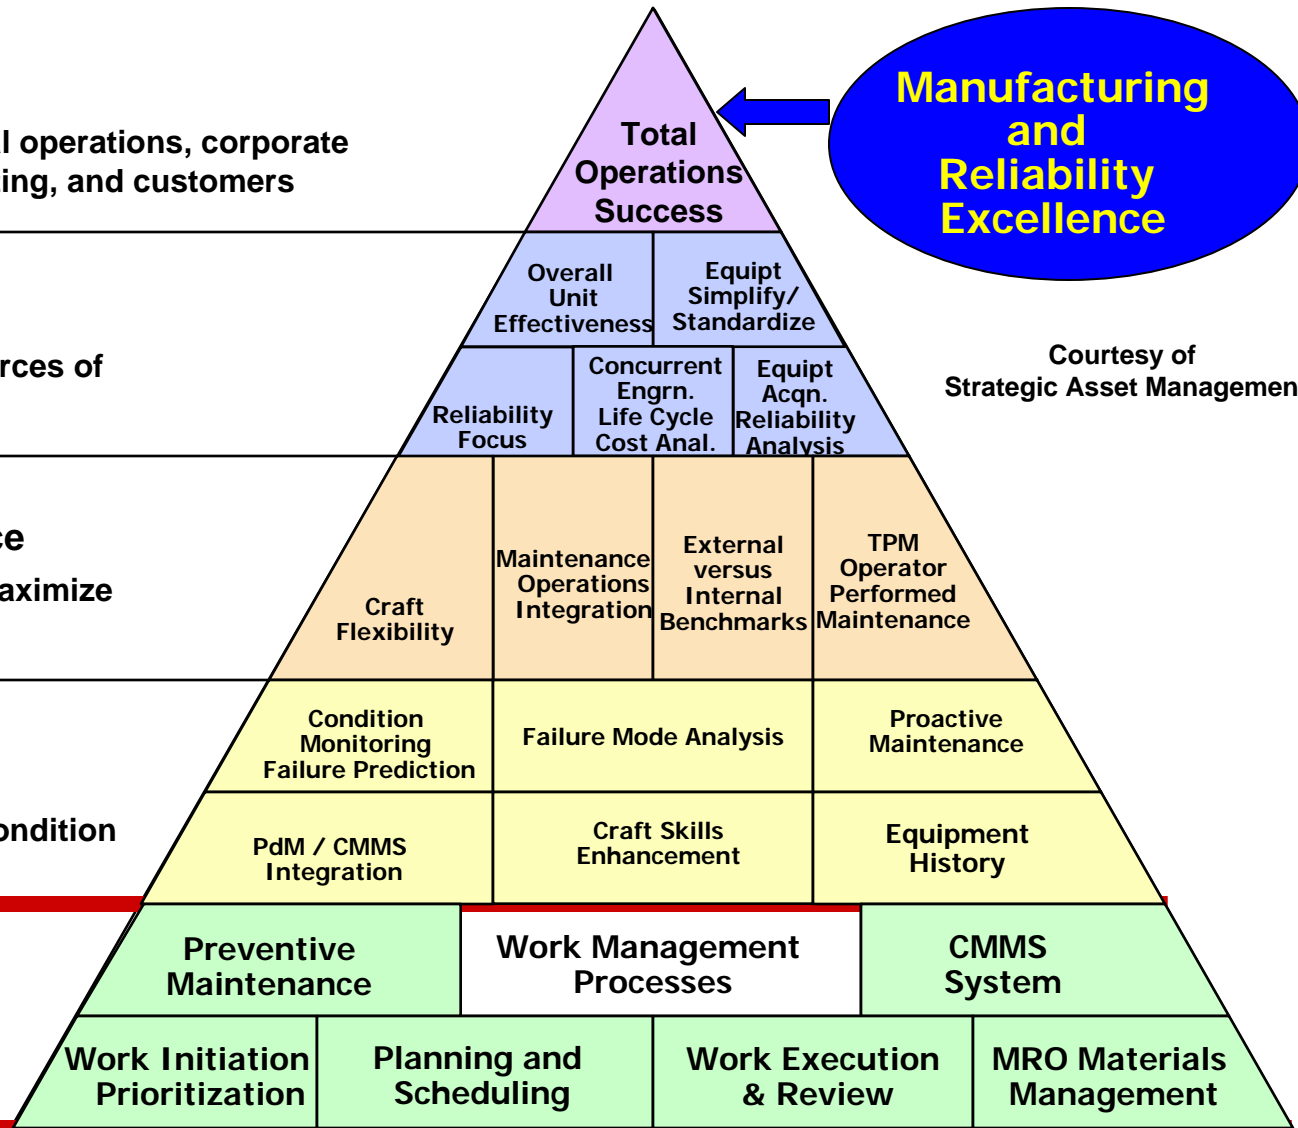 Manufacturing
and
Reliability
Excellence
Total
Operations
Success
l operations, corporate
ting, and customers
Overall
Unit
Effectiveness
Equipt
Simplify/
Standardize
Courtesy of
Strategic Asset Managemen
rces of
Reliability
Focus
Concurrent
Engrn.
Life Cycle
Cost Anal.
Equipt
Acqn.
Reliability
Analysis
ce
aximize
Craft
Flexibility
Maintenance
Operations
Integration
External
versus
Internal
Benchmarks
TPM
Operator
Performed
Maintenance
Condition
Monitoring
Failure Prediction
Failure Mode Analysis
Proactive
Maintenance
ondition
PdM / CMMS
Integration
Craft Skills
Enhancement
Equipment
History
Preventive
Maintenance
Work Management
Processes
CMMS
System
Work Initiation
Prioritization
Planning and
Scheduling
Work Execution
& Review
MRO Materials
Management